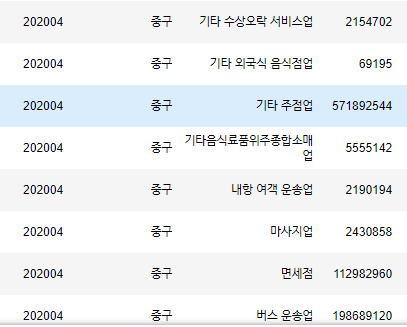 202004 중구 기타 수상오락 서비스업 2154702
202004 중구 기타 외국식 음식점업 69195
202004 중구 기타 주점업 571892544
202004 중구 기타음식료품위주종합소매업 5555142
202004 중구 내항 여객 운송업 2190194
202004 중구 마사지업 2430858
202004 중구 면세점 112982960
202004 중구 버스 운송업 198689120